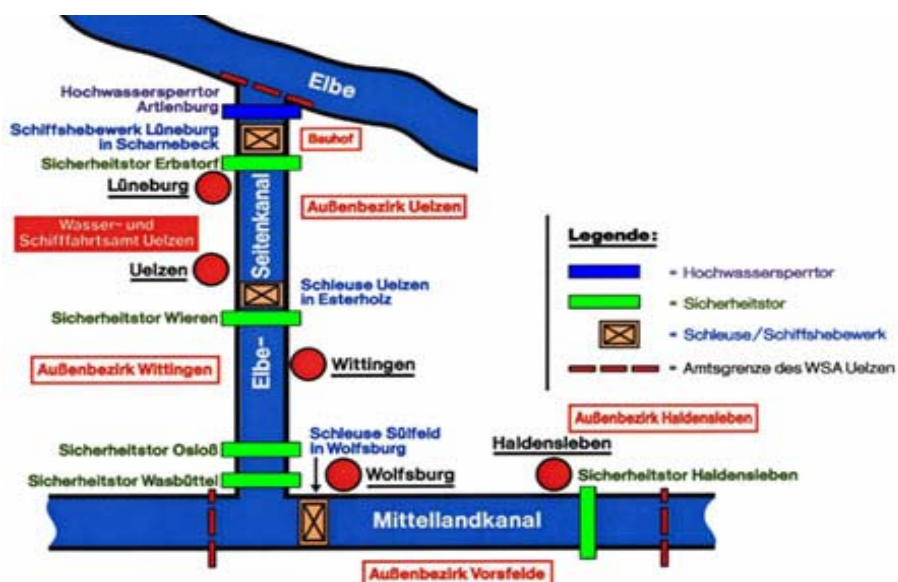 Elbe
Hochwassersperrtor
Artlenburg
Schiffshebewerk Lüneburg
in Scharnebeck
Bauhof
Sicherheitstor Erbstorf
Lüneburg
Außenbezirk Uelzen
Wasser- und
Schifffahrtsamt Uelzen
Uelzen
Schleuse Uelzen
in Esterholz
Sicherheitstor Wieren
Elbe-
Seitenkanal
Außenbezirk Wittingen
Wittingen
Legende:
= Hochwassersperrtor
= Sicherheitstor
= Schleuse/Schiffshebewerk
= Amtsgrenze des WSA Uelzen
Außenbezirk Haldensleben
Sicherheitstor Osloß
Schleuse Sülfeld
in Wolfsburg
Haldensleben
Sicherheitstor Wasbüttel
Wolfsburg
Sicherheitstor Haldensleben
Mittellandkanal
Außenbezirk Vorsfelde